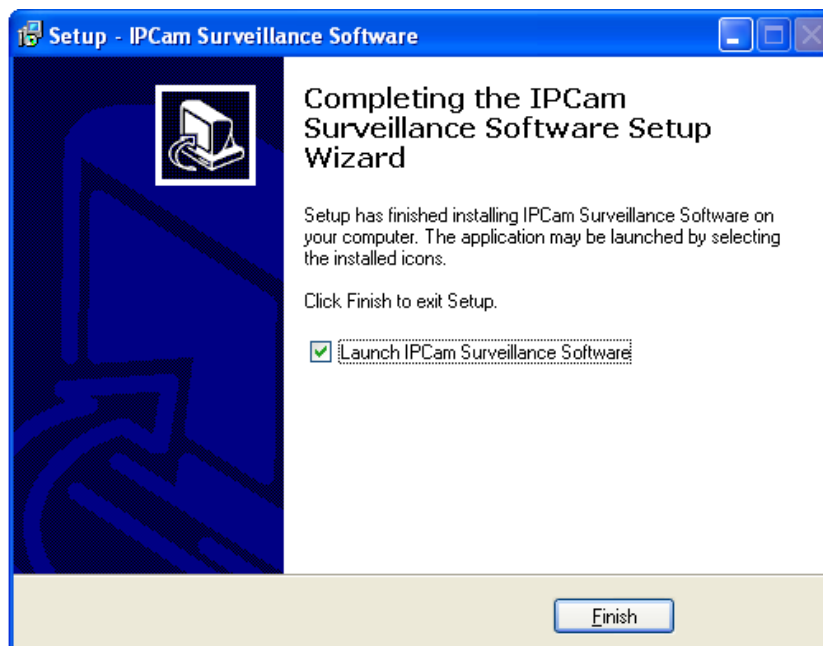 Setup - IPCam Surveillance Software
Completing the IPCam
Surveillance Software Setup
Wizard
Setup has finished installing IPCam Surveillance Software on
your computer. The application may be launched by selecting
the installed icons.
Click Finish to exit Setup.
Launch IPCam Surveillance Software
Finish